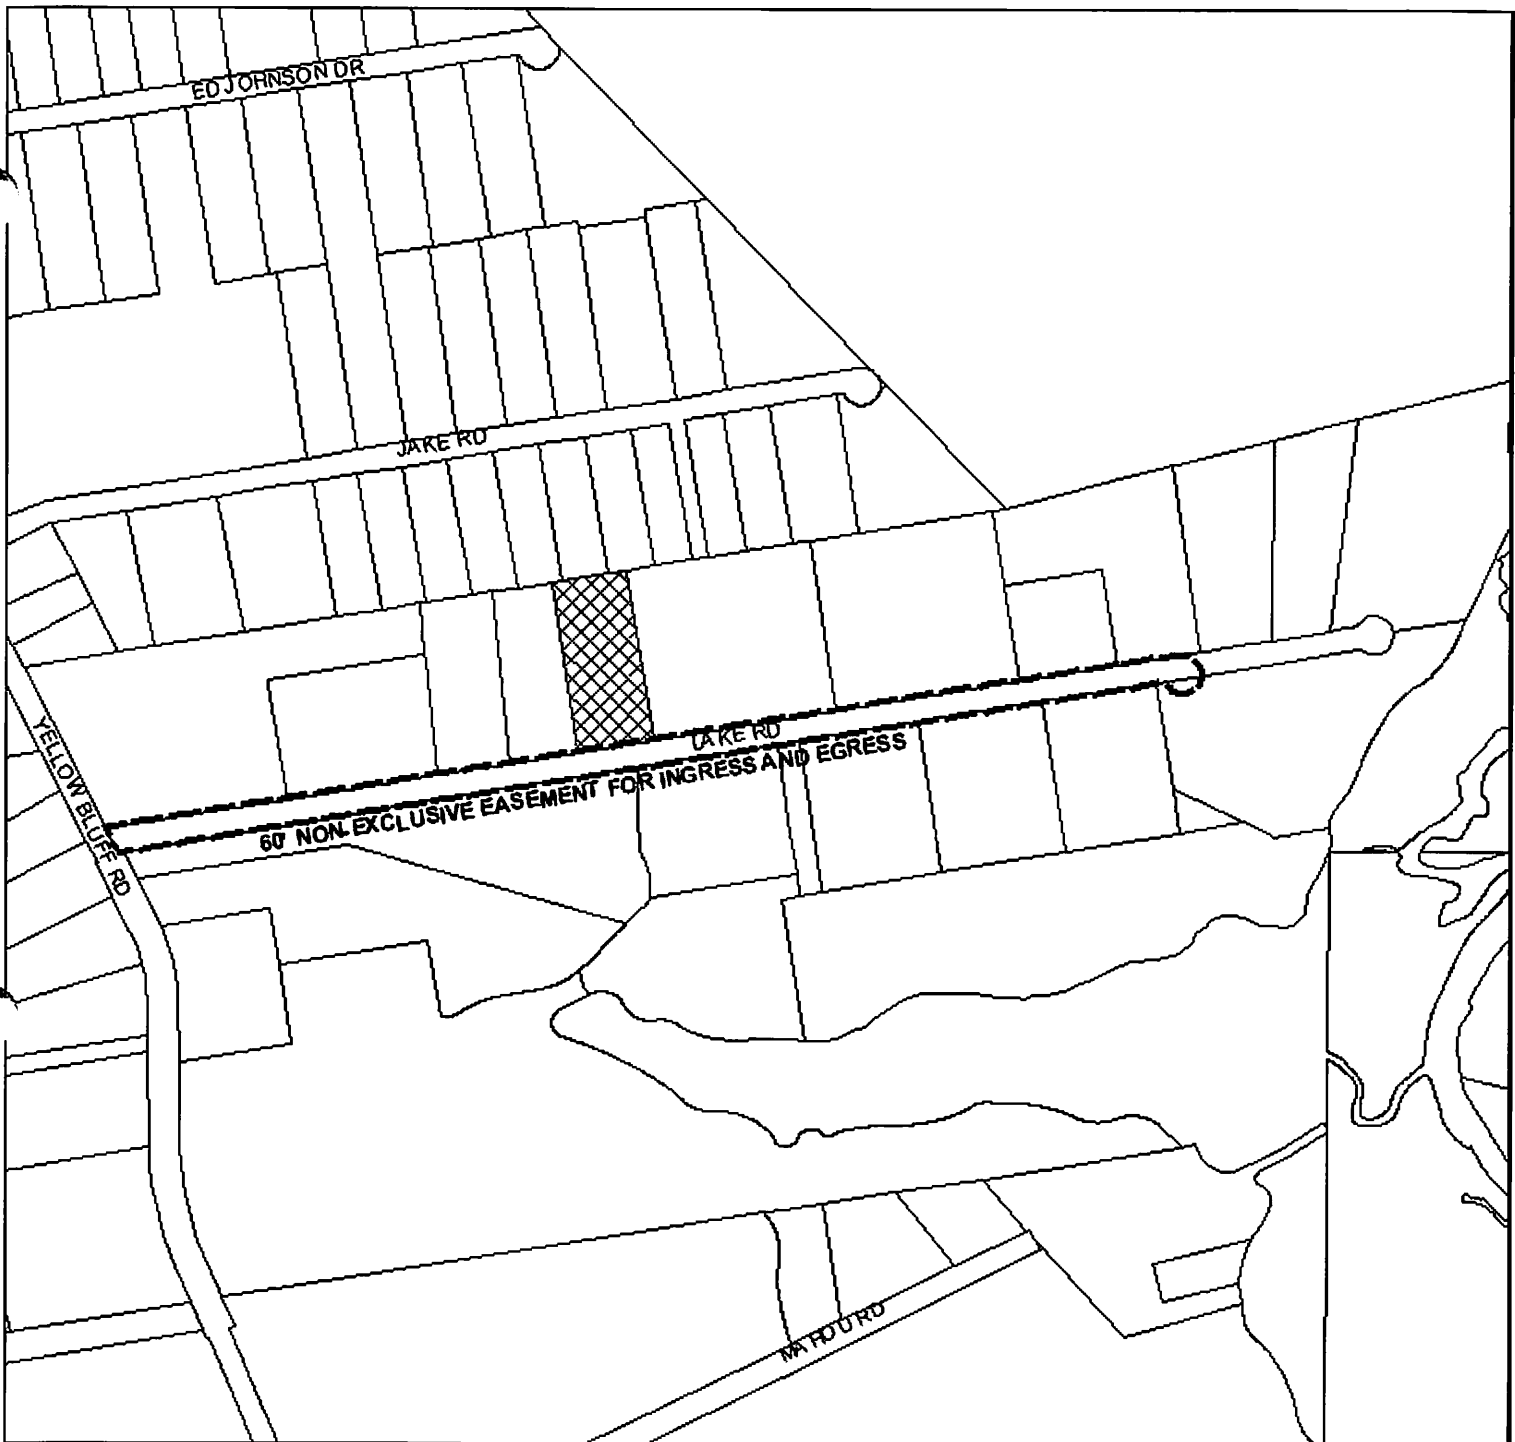 ED JOHNSON DR
JAKE RD
YELLOW BLUFF RD
LAKE RD
60' NON-EXCLUSIVE EASEMENT FOR INGRESS AND EGRESS
RD